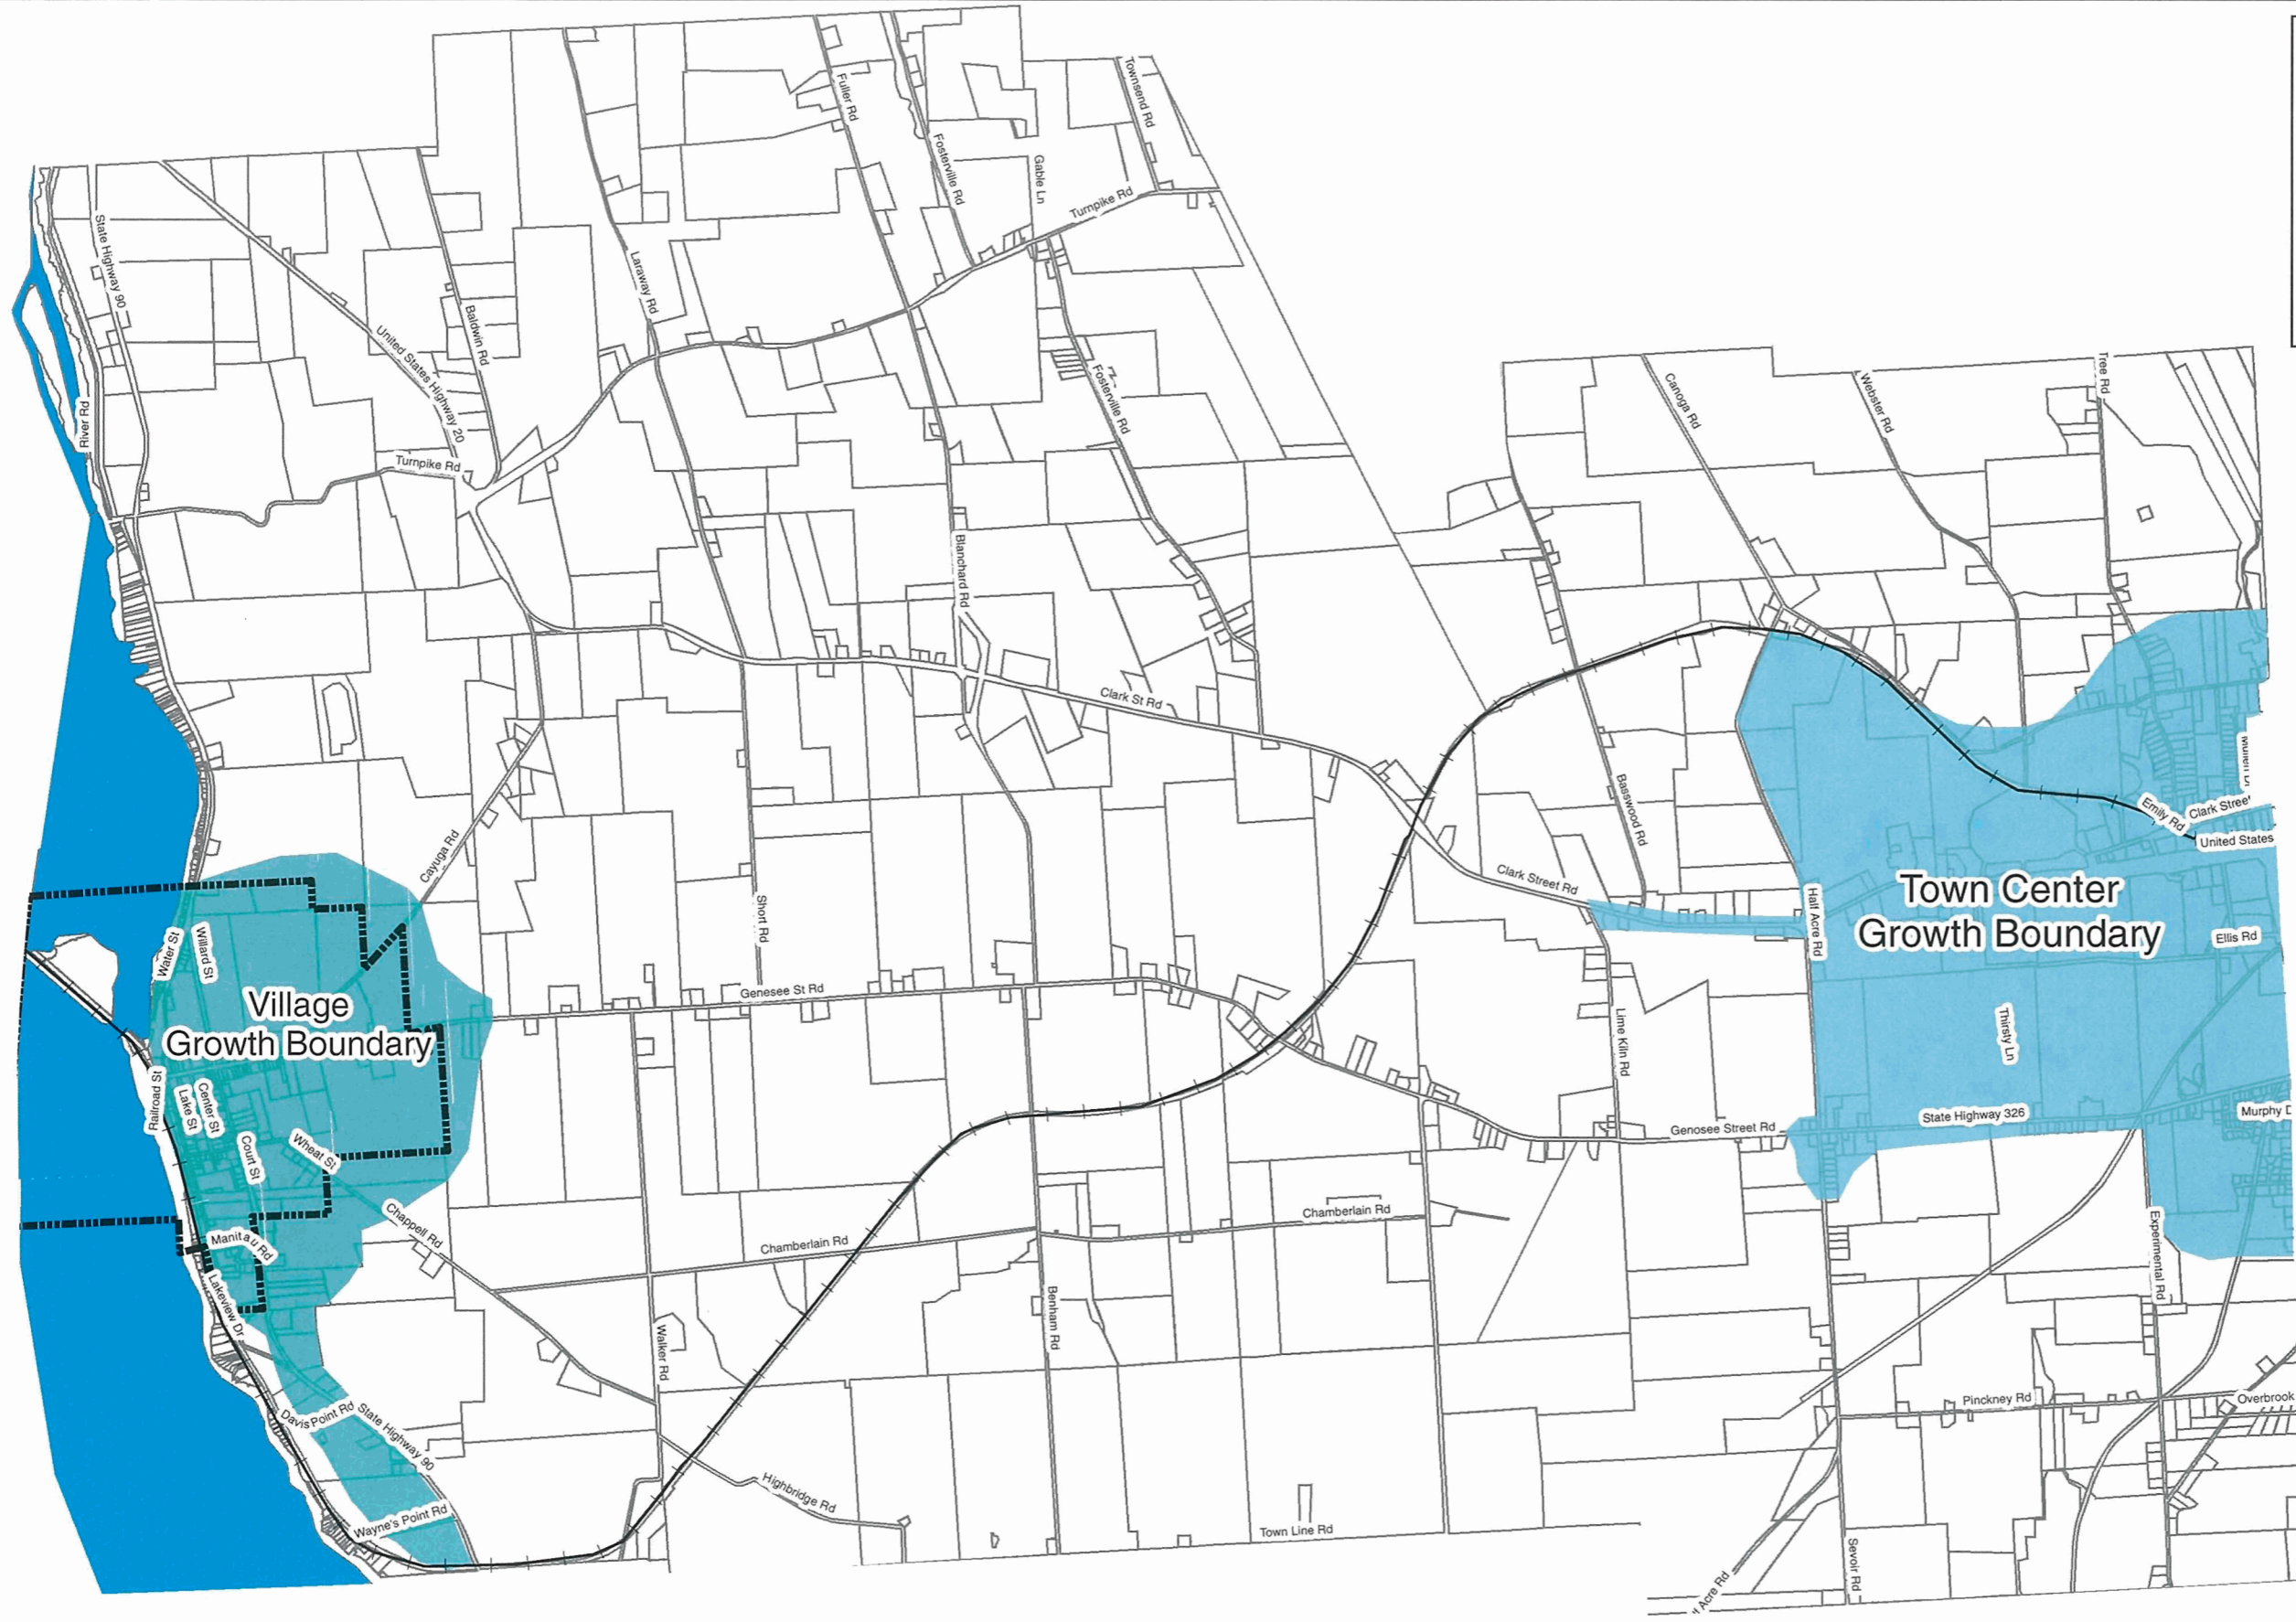 Townsend Rd
Fuller Rd
Fosterville Rd
Gable Ln
Turnpike Rd
State Highway 90
Laraway Rd
Baldwin Rd
United States Highway 20
River Rd
Turnpike Rd
Fosterville Rd
Canoga Rd
Webster Rd
Tree Rd
Blanchard Rd
Clark St Rd
Basswood Rd
Emily Rd
Clark Stree
United States
Cayuga Rd
Clark Street Rd
Short Rd
Half Acre Rd
Town Center
Growth Boundary
Ellis Rd
Water St
Willard St
Village
Growth Boundary
Genesee St Rd
Lime Kiln Rd
Thirsty Ln
Railroad St
Lake St
Center St
Court St
Wheat St
Genosee Street Rd
State Highway 326
Murphy D
Chappell Rd
Manitau Rd
Chamberlain Rd
Chamberlain Rd
Experimental Rd
Lakeview Dr
Walker Rd
Benham Rd
Pinckney Rd
Overbrook
Davis Point Rd
State Highway 90
Highbridge Rd
Wayne's Point Rd
Town Line Rd
Sevoir Rd
Acre Rd